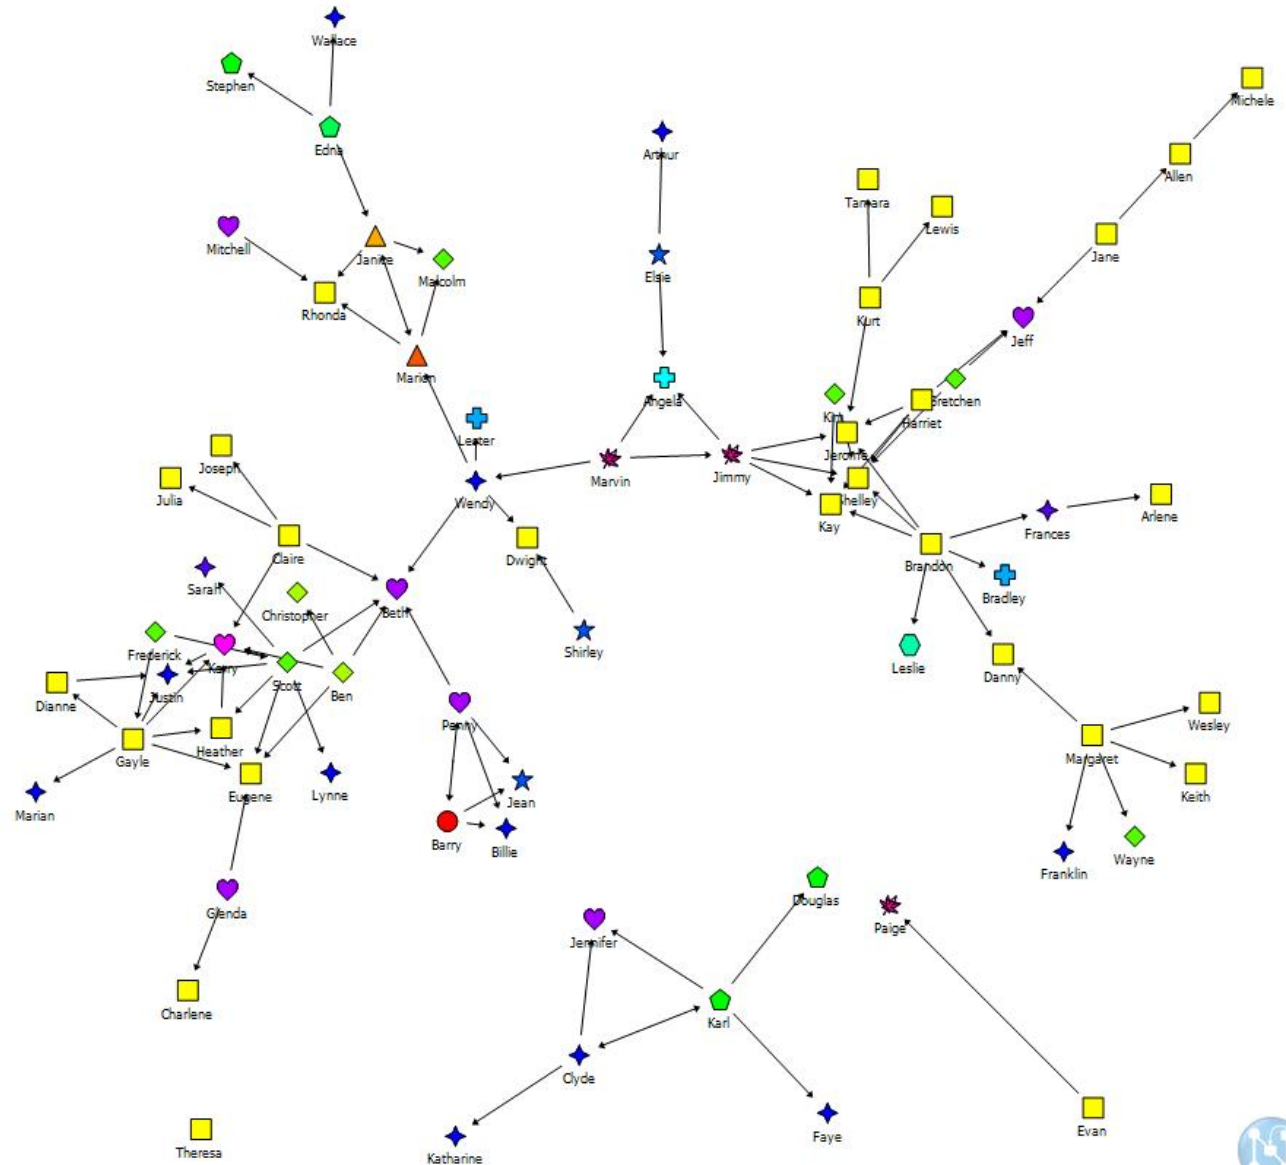 Wallace
Stephen
Michele
Edna
Arthur
Allen
Tamara
Lewis
Mitchell
Janice
Jane
Malcolm
Elsie
Rhonda
Kurt
Jeff
Marion
Angela
Gretchen
Kim
Harriet
Lester
Jerome
Joseph
Marvin
Jimmy
Julia
Wendy
Shelley
Kay
Arlene
Frances
Claire
Dwight
Brandon
Sarah
Christopher
Beth
Bradley
Frederick
Kerry
Shirley
Leslie
Danny
Dianne
Justin
Scott
Ben
Penny
Wesley
Heather
Gayle
Margaret
Eugene
Lynne
Keith
Jean
Marian
Barry
Billie
Wayne
Franklin
Douglas
Glenda
Paige
Jennifer
Charlene
Karl
Clyde
Evan
Faye
Theresa
Katharine